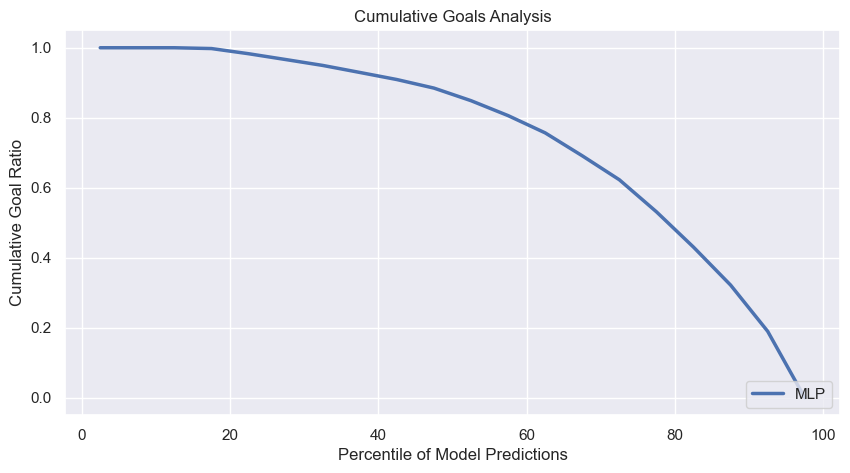 Cumulative Goals Analysis
Cumulative Goal Ratio
1.0
0.8
0.6
0.4
0.2
0.0
MLP
0 20 40 60 80 100
Percentile of Model Predictions